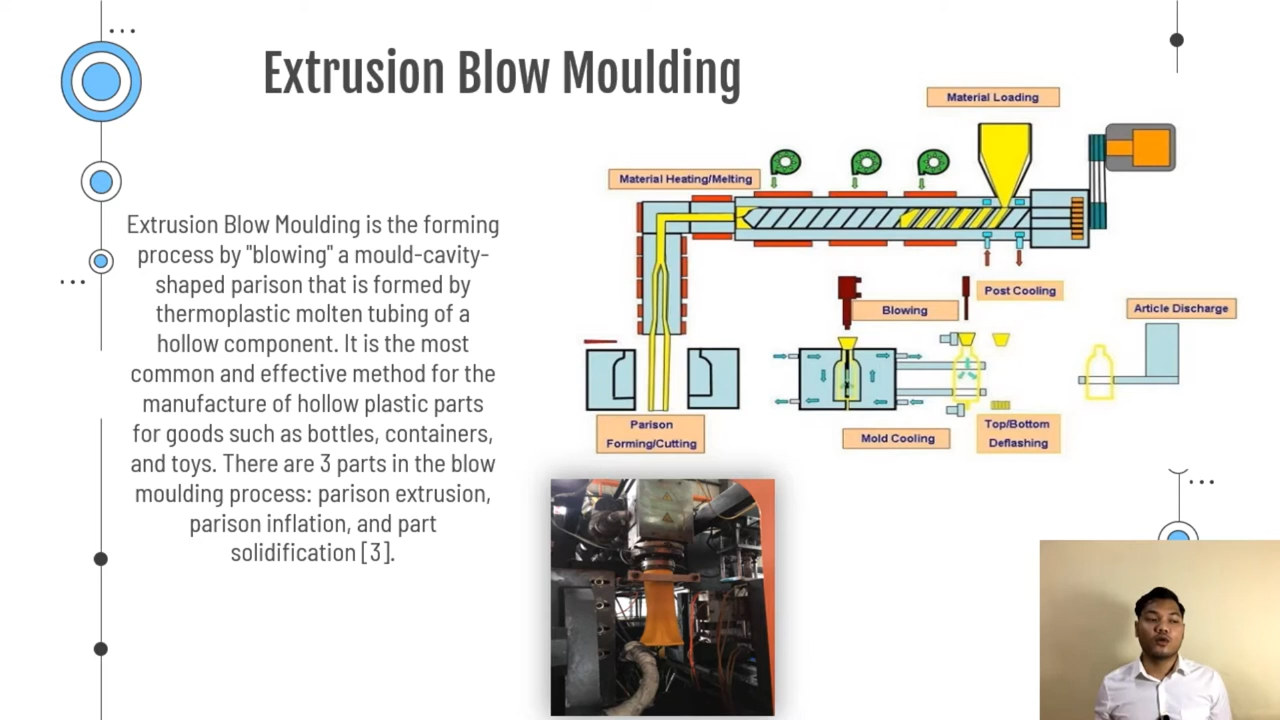 Extrusion Blow Moulding
Extrusion Blow Moulding is the forming
process by "blowing" a mould-cavity-
shaped parison that is formed by
thermoplastic molten tubing of a
hollow component. It is the most
common and effective method for the
manufacture of hollow plastic parts
for goods such as bottles, containers,
and toys. There are 3 parts in the blow
moulding process: parison extrusion,
parison inflation, and part
solidification [3].
Material Loading
Material Heating/Melting
Post Cooling
Blowing
Article Discharge
Parison
Forming/Cutting
Mold Cooling
Top/Bottom
Deflashing